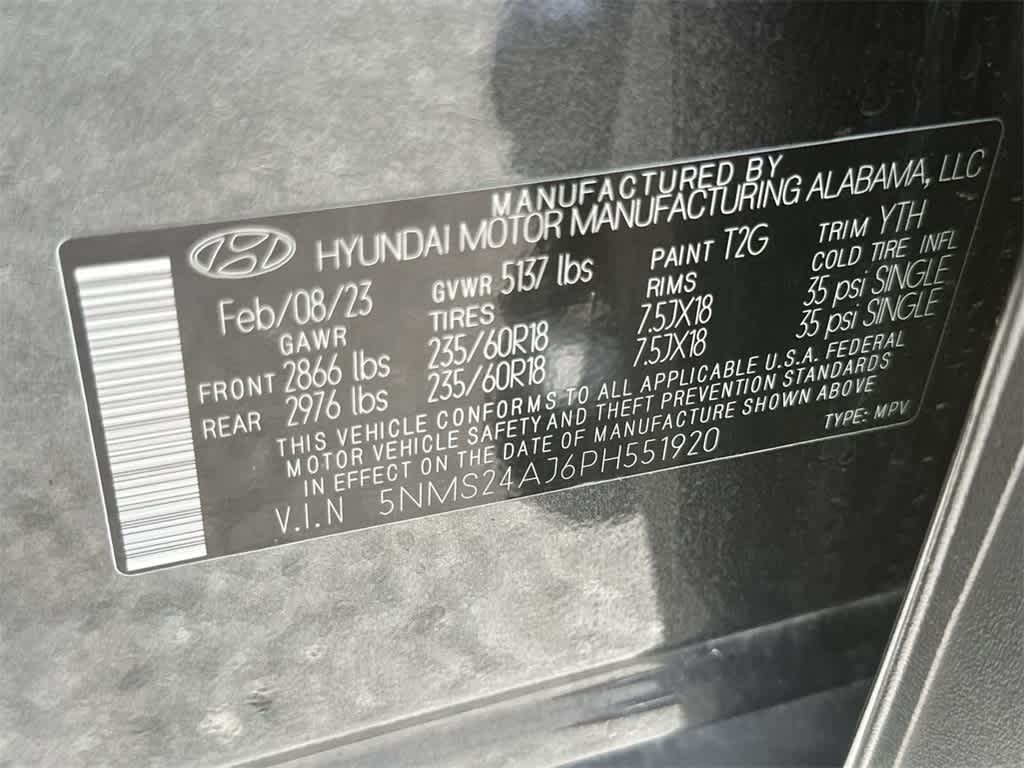 MANUFACTURED BY
HYUNDAI MOTOR MANUFACTURING ALABAMA, LLC
Feb/08/23 GVWR 5137 lbs PAINT T2G TRIM YTH
GAWR TIRES RIMS COLD TIRE INFL
FRONT 2866 lbs 235/60R18 7.5JX18 35 psi SINGLE
REAR 2976 lbs 235/60R18 7.5JX18 35 psi SINGLE
THIS VEHICLE CONFORMS TO ALL APPLICABLE U.S.A. FEDERAL
MOTOR VEHICLE SAFETY AND THEFT PREVENTION STANDARDS
IN EFFECT ON THE DATE OF MANUFACTURE SHOWN ABOVE
V.I.N 5NMS24AJ6PH551920 TYPE: MPV